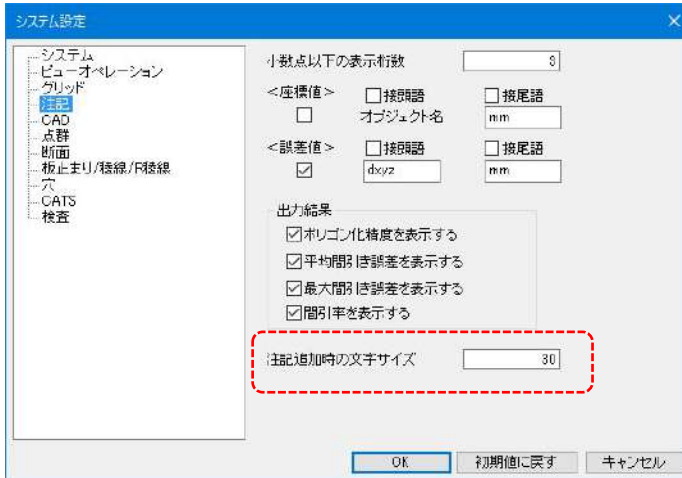 システム設定
システム
ビューオペレーション
グリッド
注記
CAD
点群
断面
板止まり/稜線/R稜線
穴
CATS
検査
小数点以下の表示桁数 3
<座標値> 接頭語 接尾語
オブジェクト名 mm
<誤差値> 接頭語 接尾語
dxyz mm
出力結果
ポリゴン化精度を表示する
平均間引き誤差を表示する
最大間引き誤差を表示する
間引率を表示する
注記追加時の文字サイズ 30
OK 初期値に戻す キャンセル